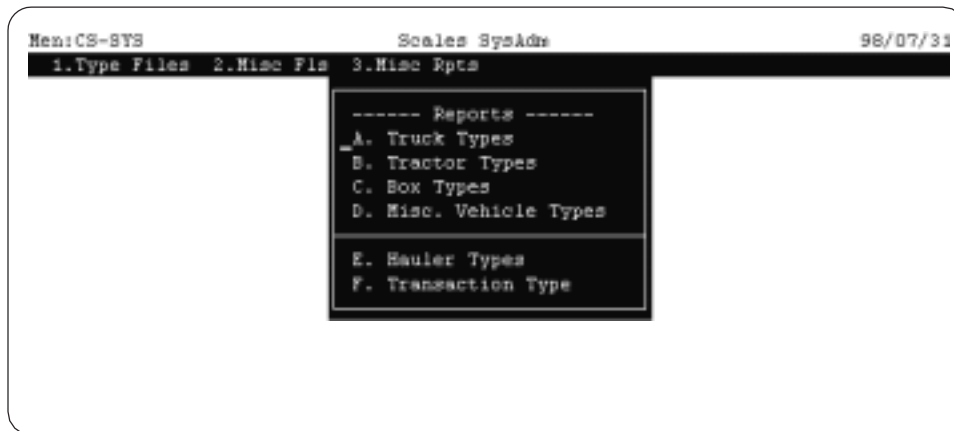 Men:CS-SYS Scales SysAdm 98/07/31
1.Type Files 2.Misc Fls 3.Misc Rpts
------ Reports ------
A. Truck Types
B. Tractor Types
C. Box Types
D. Misc. Vehicle Types
E. Hauler Types
F. Transaction Type